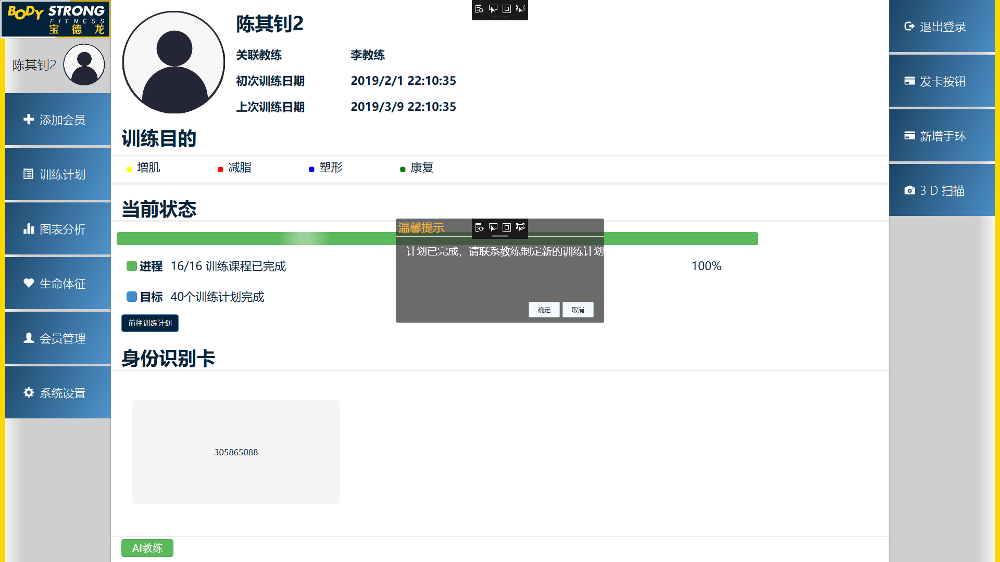 BODY STRONG
FITNESS
宝德龙
陈其钊2
添加会员
训练计划
图表分析
生命体征
会员管理
系统设置
陈其钊2
关联教练 李教练
初次训练日期 2019/2/1 22:10:35
上次训练日期 2019/3/9 22:10:35
训练目的
增肌 减脂 塑形 康复
当前状态
进程 16/16 训练课程已完成 100%
目标 40个训练计划完成
前往训练计划
身份识别卡
305865088
AI教练
温馨提示
计划已完成，请联系教练制定新的训练计划
确定 取消
退出登录
发卡按钮
新增手环
3 D 扫描